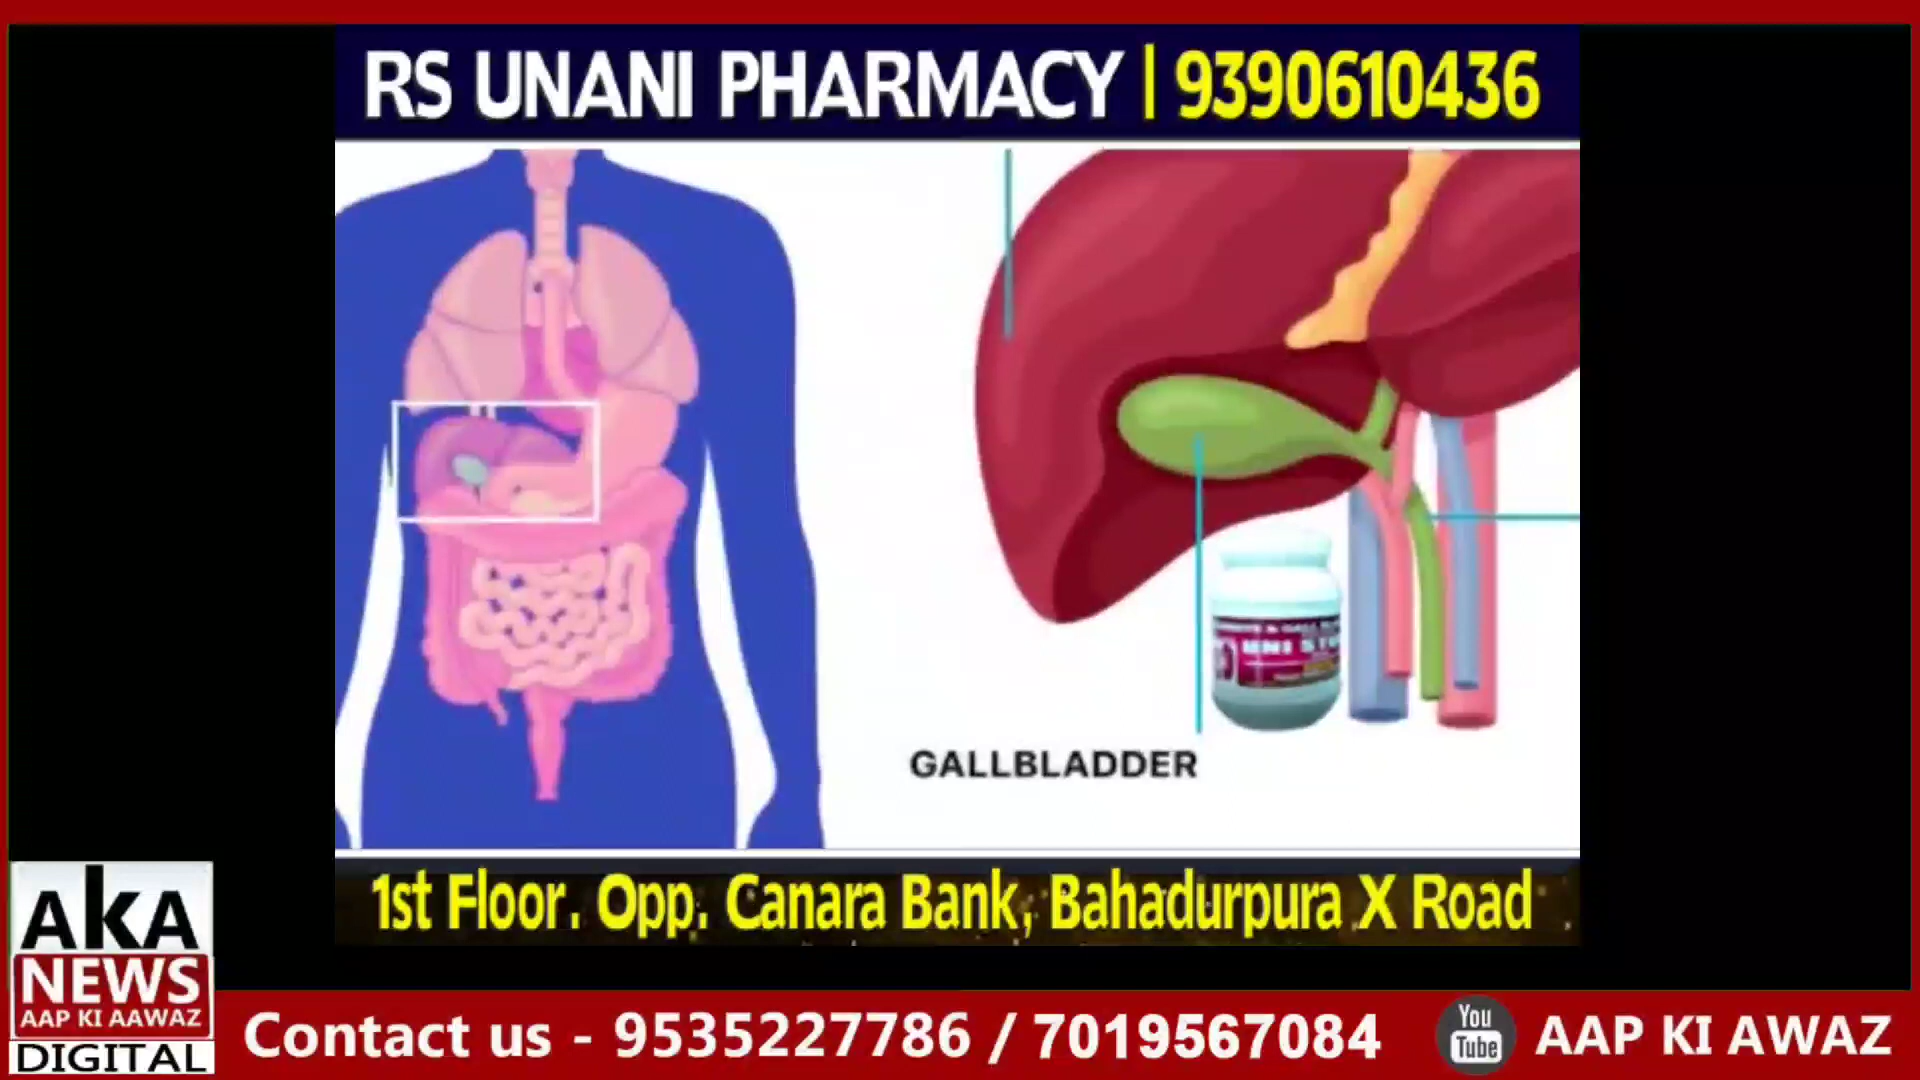 RS UNANI PHARMACY | 9390610436
UNI
GALLBLADDER
1st Floor. Opp. Canara Bank, Bahadurpura X Road
AKA
NEWS
AAP KI AAWAZ
DIGITAL
Contact us - 9535227786 / 7019567084
You
Tube
AAP KI AWAZ